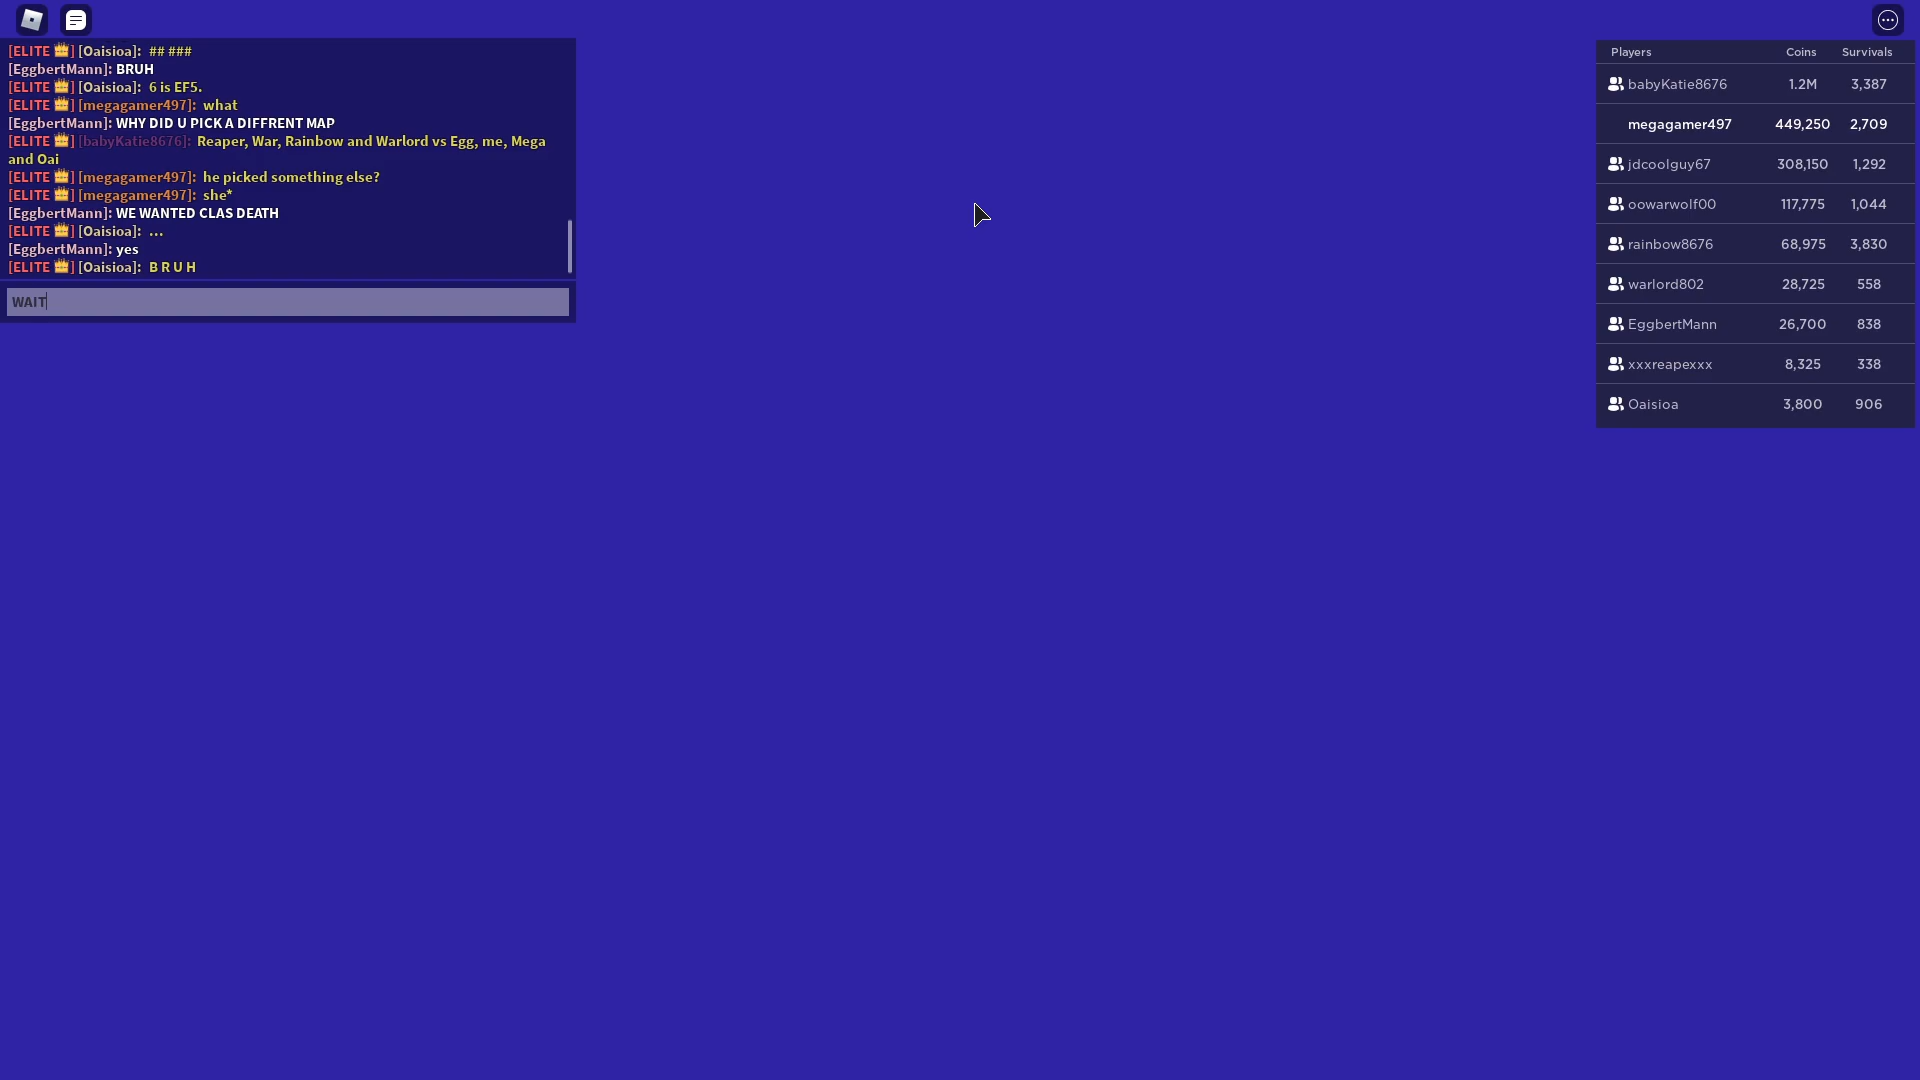 [ELITE 👑] [Oaisioa]: ## ###
[EggbertMann]: BRUH
[ELITE 👑] [Oaisioa]: 6 is EF5.
[ELITE 👑] [megagamer497]: what
[EggbertMann]: WHY DID U PICK A DIFFRENT MAP
[ELITE 👑] [babyKatie8676]: Reaper, War, Rainbow and Warlord vs Egg, me, Mega
and Oai
[ELITE 👑] [megagamer497]: he picked something else?
[ELITE 👑] [megagamer497]: she*
[EggbertMann]: WE WANTED CLAS DEATH
[ELITE 👑] [Oaisioa]: ...
[EggbertMann]: yes
[ELITE 👑] [Oaisioa]: B R U H
WAIT
Players Coins Survivals
babyKatie8676 1.2M 3,387
megagamer497 449,250 2,709
jdcoolguy67 308,150 1,292
oowarwolf00 117,775 1,044
rainbow8676 68,975 3,830
warlord802 28,725 558
EggbertMann 26,700 838
xxxreapexxx 8,325 338
Oaisioa 3,800 906